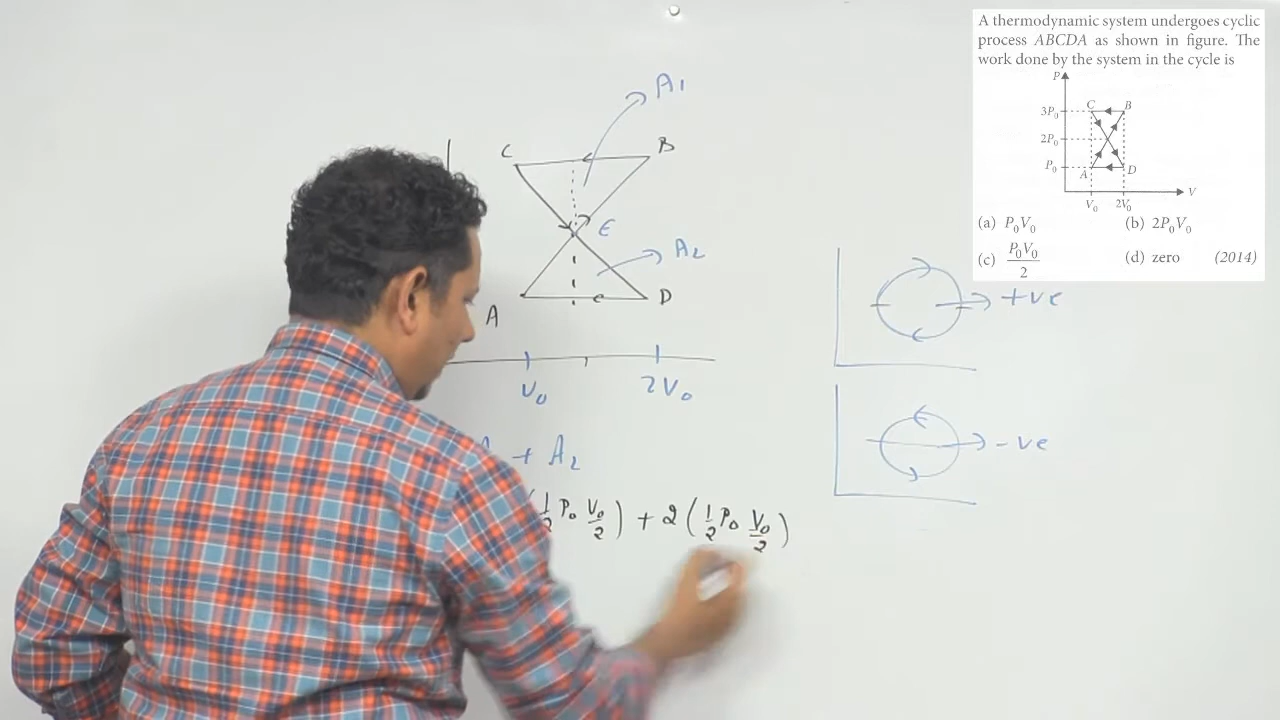 A thermodynamic system undergoes cyclic
process ABCDA as shown in figure. The
work done by the system in the cycle is
P
3P₀ C B
2P₀
P₀ A D
V₀ 2V₀ V
(a) P₀V₀ (b) 2P₀V₀
(c) P₀V₀/2 (d) zero (2014)
A1
C B
E
A2
A D
V₀ 2V₀
+ A2
(1/2 P₀ V₀/2) + 2 (1/2 P₀ V₀/2)
+ve
-ve